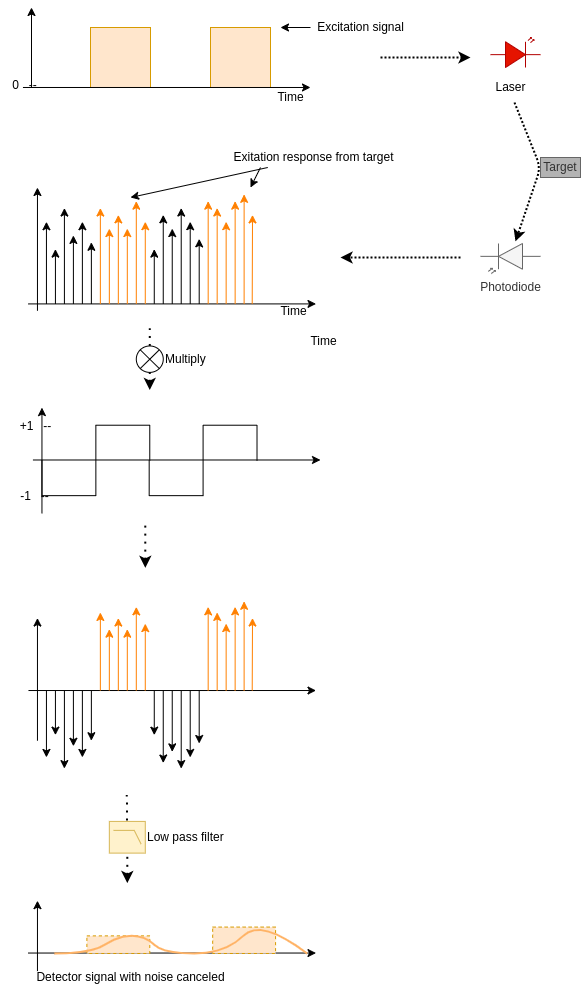 Excitation signal
0 --
Time
Laser
Target
Exitation response from target
Photodiode
Time
Time
Multiply
+1 --
-1 --
Low pass filter
Detector signal with noise canceled